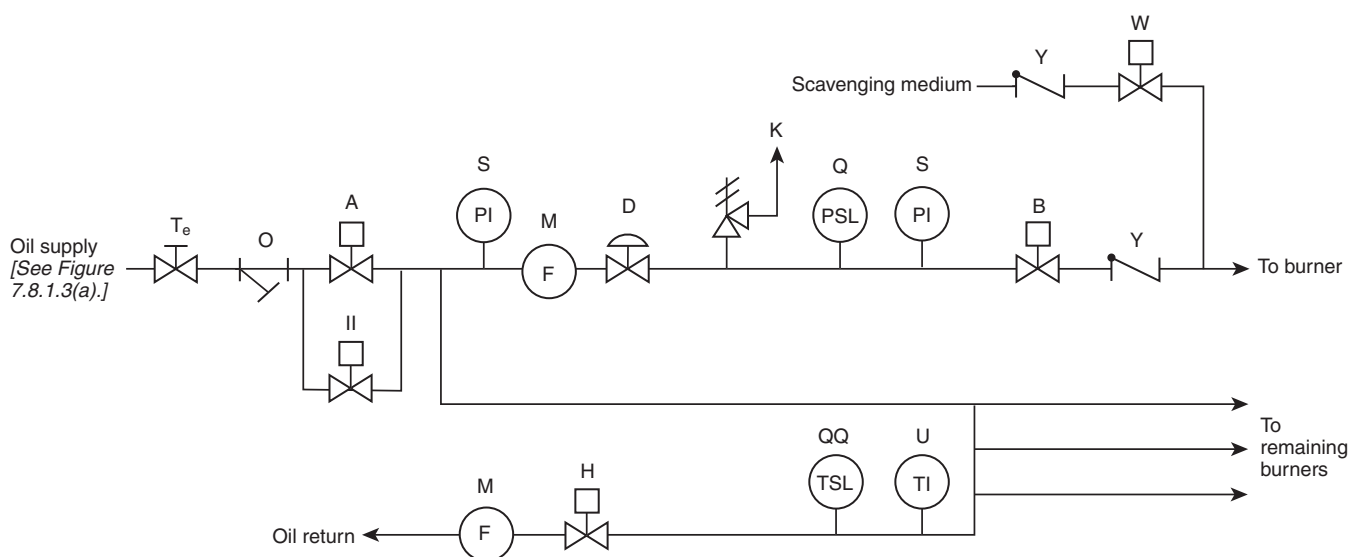 W
Y
Scavenging medium
K
S
Q
S
A
M
D
B
T_e
O
PI
PSL
PI
Y
Oil supply
[See Figure
7.8.1.3(a).]
F
To burner
II
To
remaining
burners
QQ
U
M
H
TSL
TI
Oil return
F